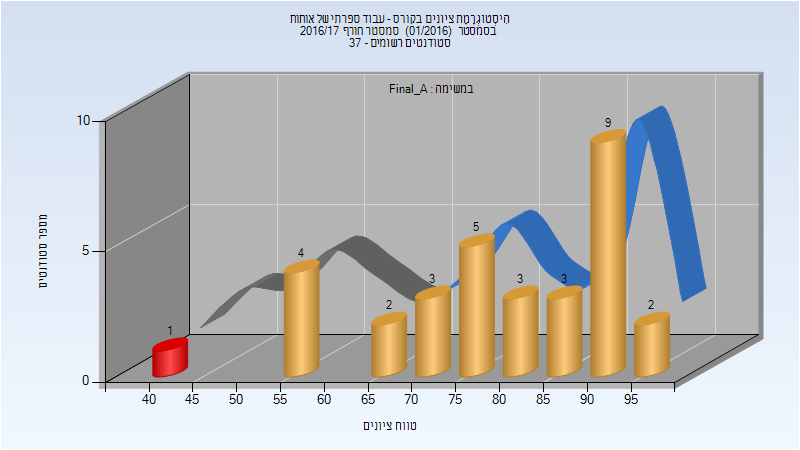 היסטוגרמת ציונים בקורס - עבוד ספרתי של אותות
בסמסטר (01/2016) סמסטר חורף 2016/17
סטודנטים רשומים - 37
במשימה : Final_A
מספר סטודנטים
10
5
0
1
4
2
3
5
3
3
9
2
40 45 50 55 60 65 70 75 80 85 90 95
טווח ציונים